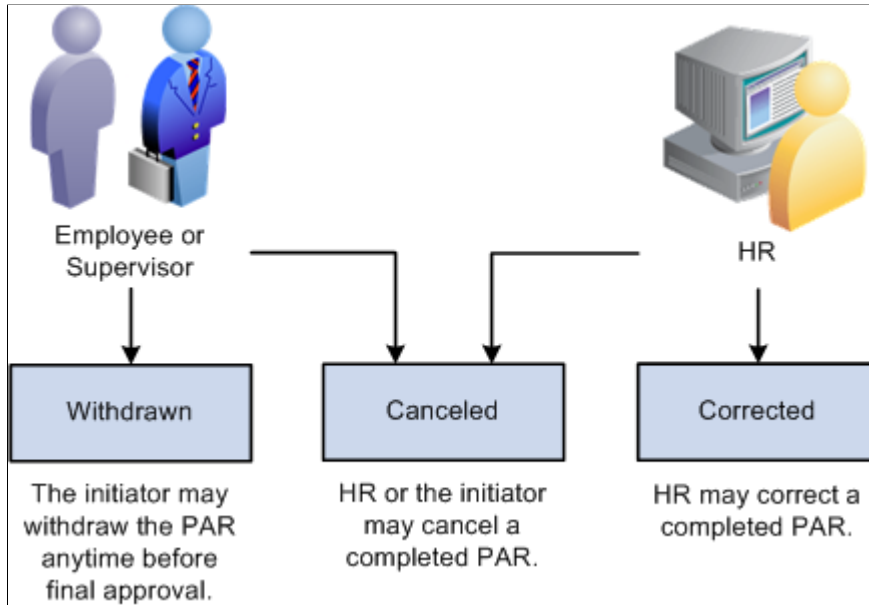 Employee or
Supervisor
HR
Withdrawn
Canceled
Corrected
The initiator may
withdraw the PAR
anytime before
final approval.
HR or the initiator
may cancel a
completed PAR.
HR may correct a
completed PAR.